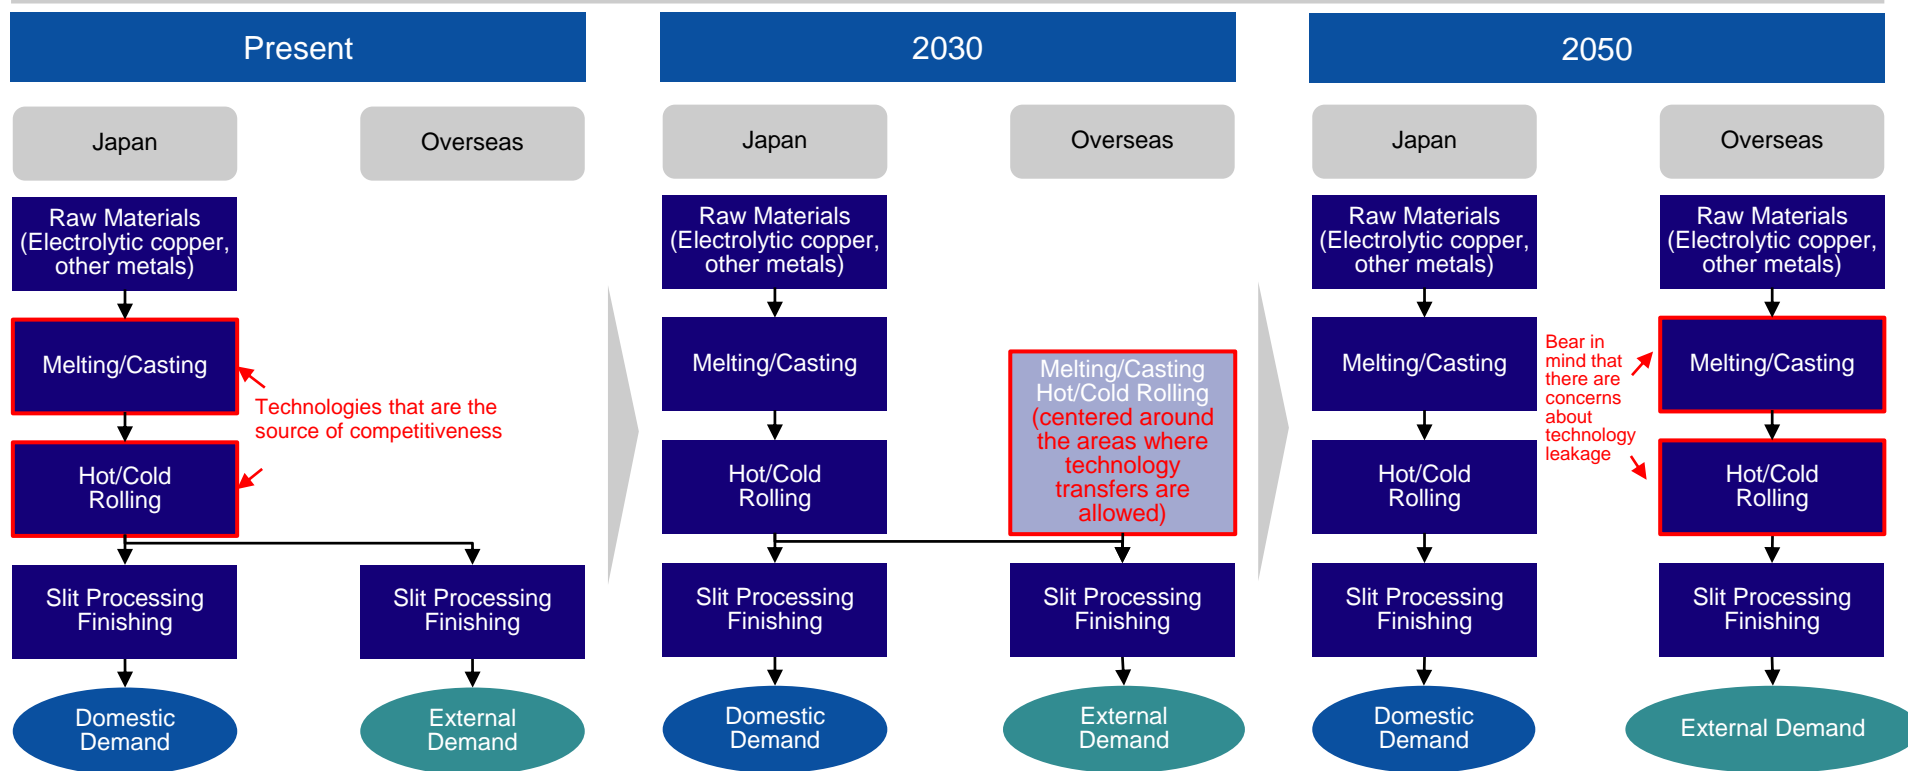 Present
Japan
Overseas
Raw Materials
(Electrolytic copper,
other metals)
Melting/Casting
Technologies that are the
source of competitiveness
Hot/Cold
Rolling
Slit Processing
Finishing
Slit Processing
Finishing
Domestic
Demand
External
Demand
2030
Japan
Overseas
Raw Materials
(Electrolytic copper,
other metals)
Melting/Casting
Melting/Casting
Hot/Cold Rolling
(centered around
the areas where
technology
transfers are
allowed)
Hot/Cold
Rolling
Slit Processing
Finishing
Slit Processing
Finishing
Domestic
Demand
External
Demand
2050
Japan
Overseas
Raw Materials
(Electrolytic copper,
other metals)
Raw Materials
(Electrolytic copper,
other metals)
Melting/Casting
Bear in
mind that
there are
concerns
about
technology
leakage
Melting/Casting
Hot/Cold
Rolling
Hot/Cold
Rolling
Slit Processing
Finishing
Slit Processing
Finishing
Domestic
Demand
External Demand